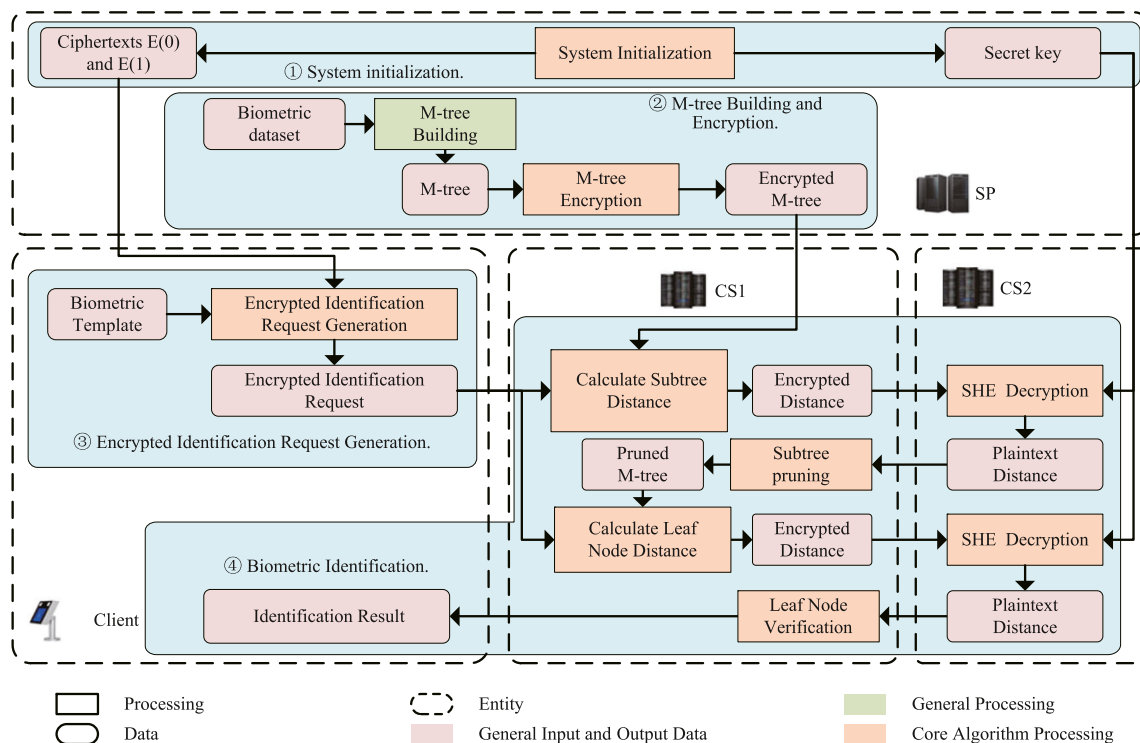 Ciphertexts E(0)
and E(1)
System Initialization
Secret key
① System initialization.
Biometric
dataset
M-tree
Building
② M-tree Building and
Encryption.
M-tree
M-tree
Encryption
Encrypted
M-tree
SP
CS1
CS2
Biometric
Template
Encrypted Identification
Request Generation
Encrypted Identification
Request
③ Encrypted Identification Request Generation.
Calculate Subtree
Distance
Encrypted
Distance
SHE Decryption
Pruned
M-tree
Subtree
pruning
Plaintext
Distance
Calculate Leaf
Node Distance
Encrypted
Distance
SHE Decryption
④ Biometric Identification.
Client
Identification Result
Leaf Node
Verification
Plaintext
Distance
Processing
Entity
General Processing
Data
General Input and Output Data
Core Algorithm Processing